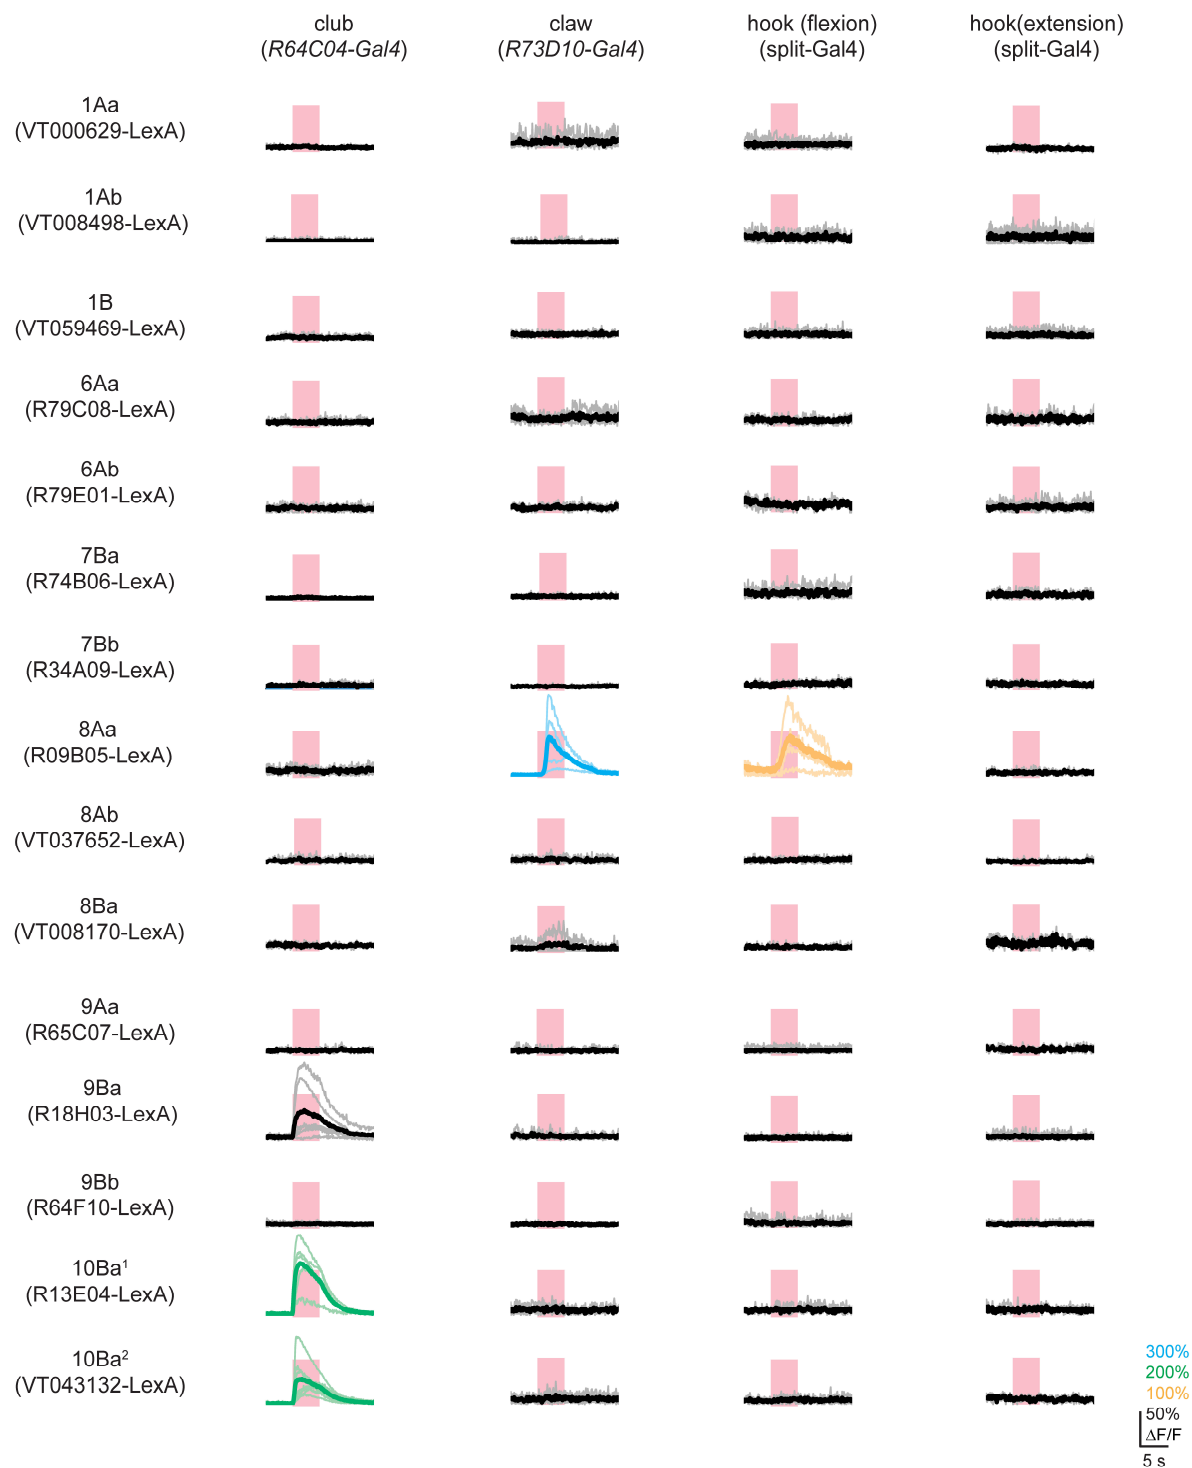 club
(R64C04-Gal4)
claw
(R73D10-Gal4)
hook (flexion)
(split-Gal4)
hook(extension)
(split-Gal4)
1Aa
(VT000629-LexA)
1Ab
(VT008498-LexA)
1B
(VT059469-LexA)
6Aa
(R79C08-LexA)
6Ab
(R79E01-LexA)
7Ba
(R74B06-LexA)
7Bb
(R34A09-LexA)
8Aa
(R09B05-LexA)
8Ab
(VT037652-LexA)
8Ba
(VT008170-LexA)
9Aa
(R65C07-LexA)
9Ba
(R18H03-LexA)
9Bb
(R64F10-LexA)
10Ba¹
(R13E04-LexA)
10Ba²
(VT043132-LexA)
300%
200%
100%
50%
ΔF/F
5 s